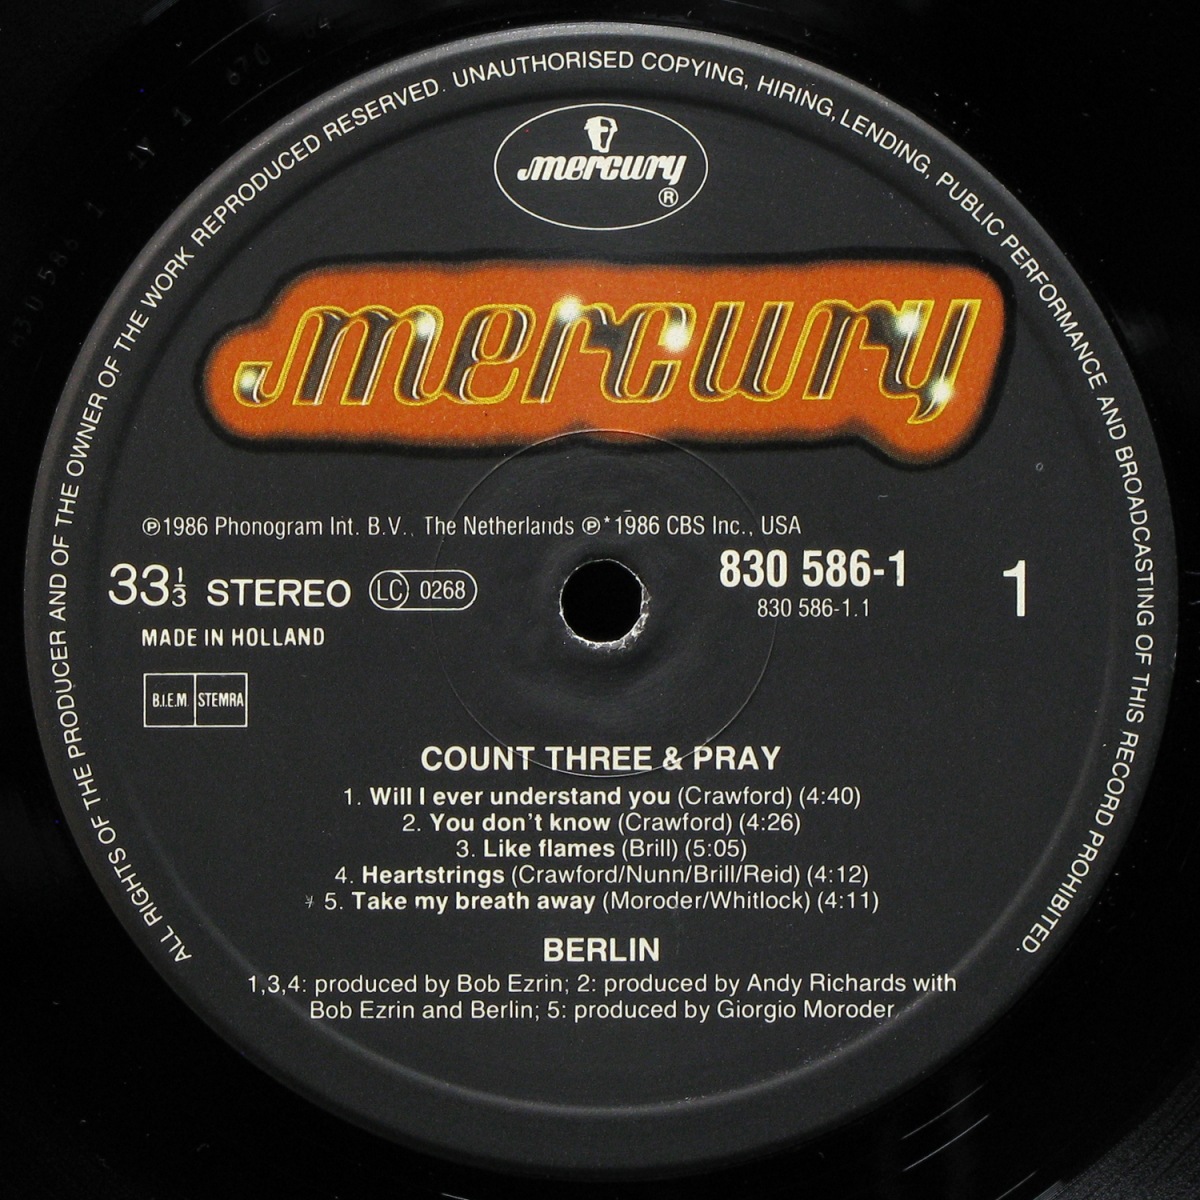 ALL RIGHTS OF THE PRODUCER AND OF THE OWNER OF THE WORK REPRODUCED RESERVED. UNAUTHORISED COPYING, HIRING, LENDING, PUBLIC PERFORMANCE AND BROADCASTING OF THIS RECORD PROHIBITED.
mercury
®
mercury
℗1986 Phonogram Int. B.V., The Netherlands ℗*1986 CBS Inc., USA
33⅓ STEREO LC 0268 830 586-1 1
830 586-1.1
MADE IN HOLLAND
B.I.E.M. STEMRA
COUNT THREE & PRAY
1. Will I ever understand you (Crawford) (4:40)
2. You don't know (Crawford) (4:26)
3. Like flames (Brill) (5:05)
4. Heartstrings (Crawford/Nunn/Brill/Reid) (4:12)
* 5. Take my breath away (Moroder/Whitlock) (4:11)
BERLIN
1,3,4: produced by Bob Ezrin; 2: produced by Andy Richards with
Bob Ezrin and Berlin; 5: produced by Giorgio Moroder